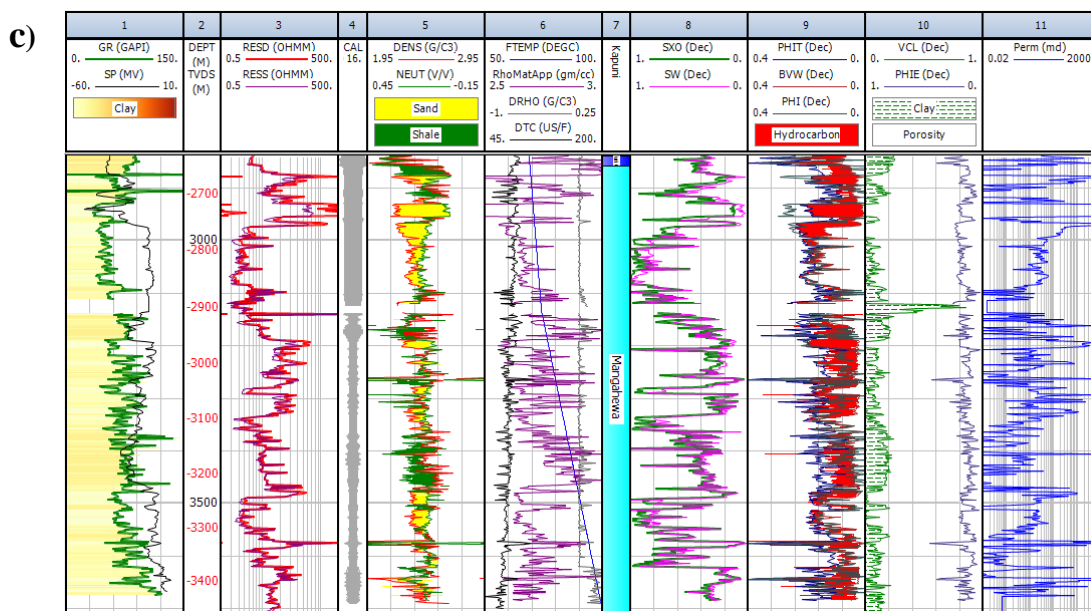 c)
1 2 3 4 5 6 7 8 9 10 11
GR (GAPI)
0. 150.
SP (MV)
-60. 10.
Clay
DEPT
(M)
TVDS
(M)
RESD (OHMM)
0.5 500.
RESS (OHMM)
0.5 500.
CAL
16.
DENS (G/C3)
1.95 2.95
NEUT (V/V)
0.45 -0.15
Sand
Shale
FTEMP (DEGC)
50. 100.
RhoMatApp (gm/cc)
2.5 3.
DRHO (G/C3)
-1. 0.25
DTC (US/F)
45. 200.
Kapuni
SXO (Dec)
1. 0.
SW (Dec)
1. 0.
PHIT (Dec)
0.4 0.
BVW (Dec)
0.4 0.
PHI (Dec)
0.4 0.
Hydrocarbon
VCL (Dec)
0. 1.
PHIE (Dec)
1. 0.
Clay
Porosity
Perm (md)
0.02 2000
-2700
3000
-2800
-2900
-3000
-3100
-3200
3500
-3300
-3400
Mangahewa